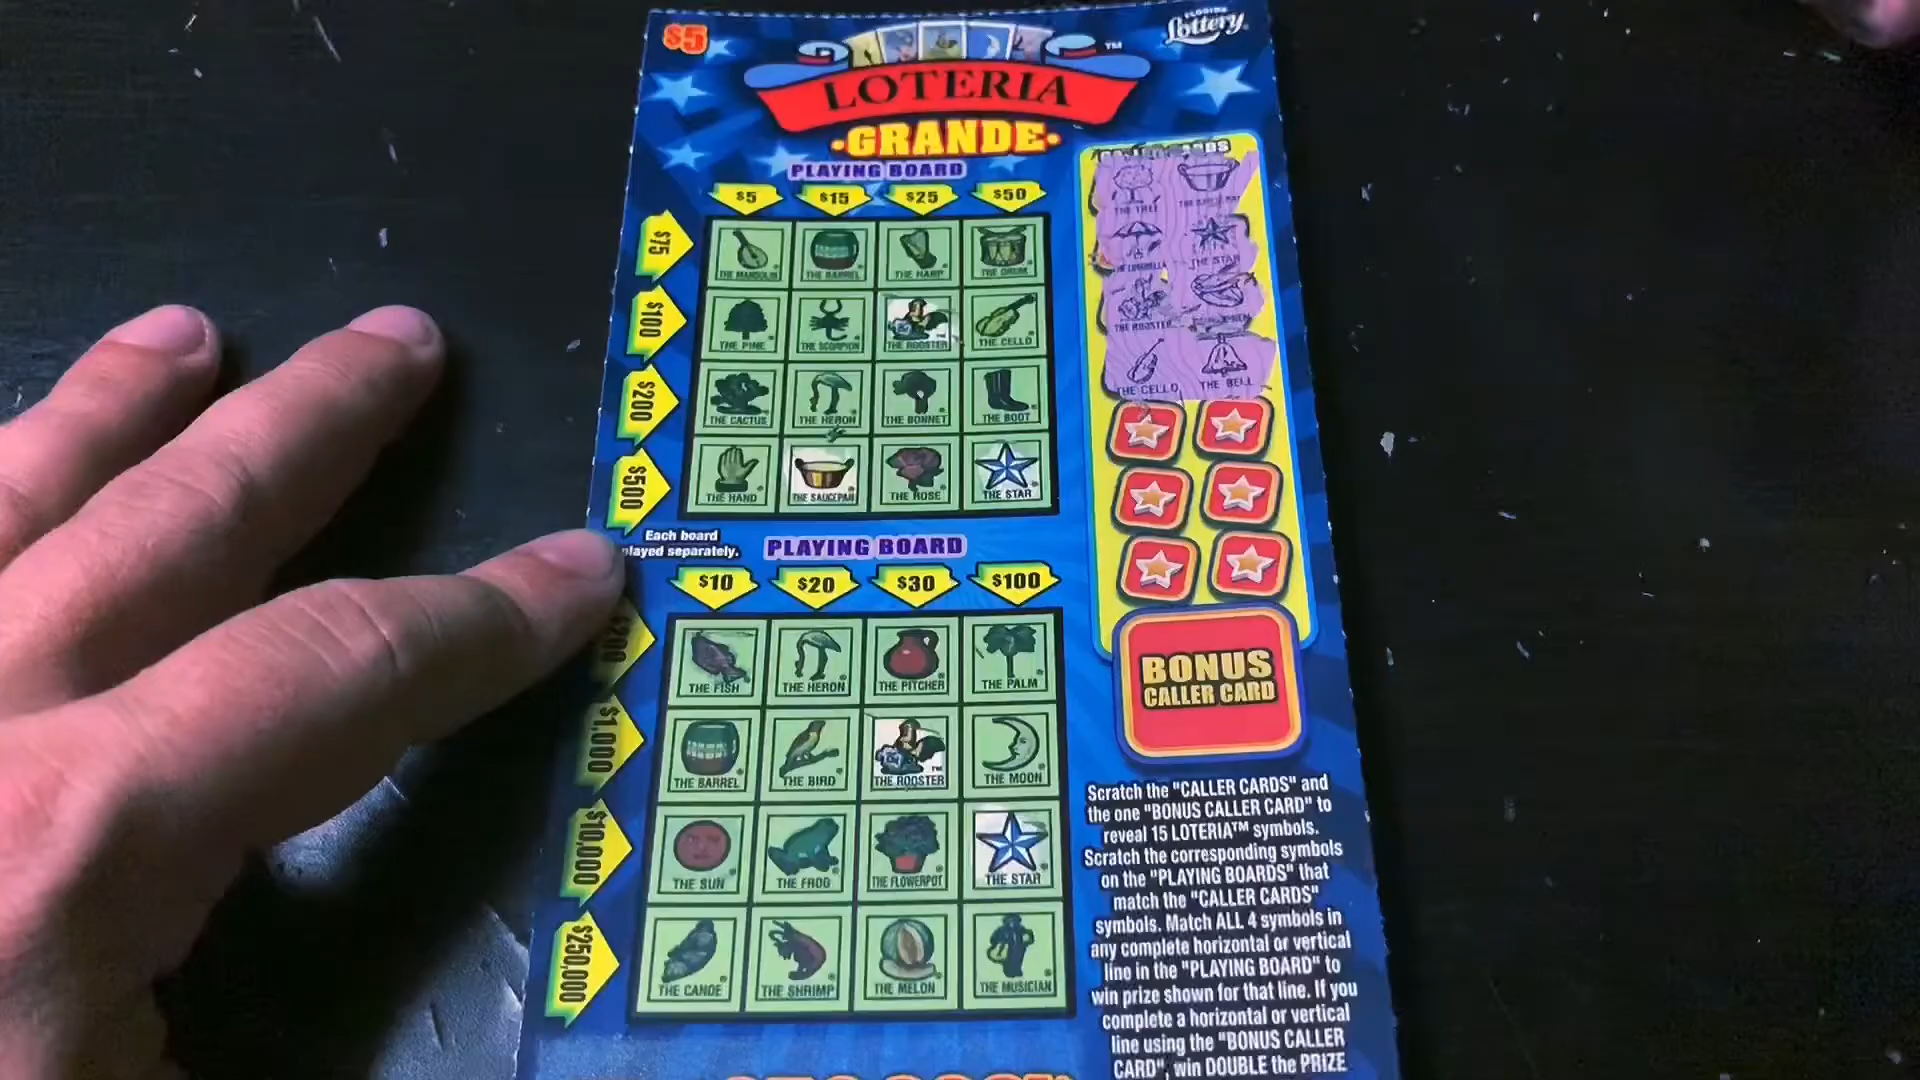 $5
FLORIDA
Lottery
LOTERIA™
GRANDE
PLAYING BOARD
$5 $15 $25 $50
$75
THE MANDOLIN THE BARREL THE HARP THE DRUM
$100
THE PINE THE SCORPION THE ROOSTER THE CELLO
$200
THE CACTUS THE HERON THE BONNET THE BOOT
$500
THE HAND THE SAUCEPAN THE ROSE THE STAR
Each board
played separately.
PLAYING BOARD
$10 $20 $30 $100
$200
THE FISH THE HERON THE PITCHER THE PALM
$1,000
THE BARREL THE BIRD THE ROOSTER THE MOON
$10,000
THE SUN THE FROG THE FLOWERPOT THE STAR
$250,000
THE CANOE THE SHRIMP THE MELON THE MUSICIAN
CALLER CARDS
THE TREE THE SAUCEPAN
THE UMBRELLA THE STAR
THE ROOSTER
THE CELLO THE BELL
BONUS
CALLER CARD
Scratch the "CALLER CARDS" and
the one "BONUS CALLER CARD" to
reveal 15 LOTERIA™ symbols.
Scratch the corresponding symbols
on the "PLAYING BOARDS" that
match the "CALLER CARDS"
symbols. Match ALL 4 symbols in
any complete horizontal or vertical
line in the "PLAYING BOARD" to
win prize shown for that line. If you
complete a horizontal or vertical
line using the "BONUS CALLER
CARD", win DOUBLE the PRIZE